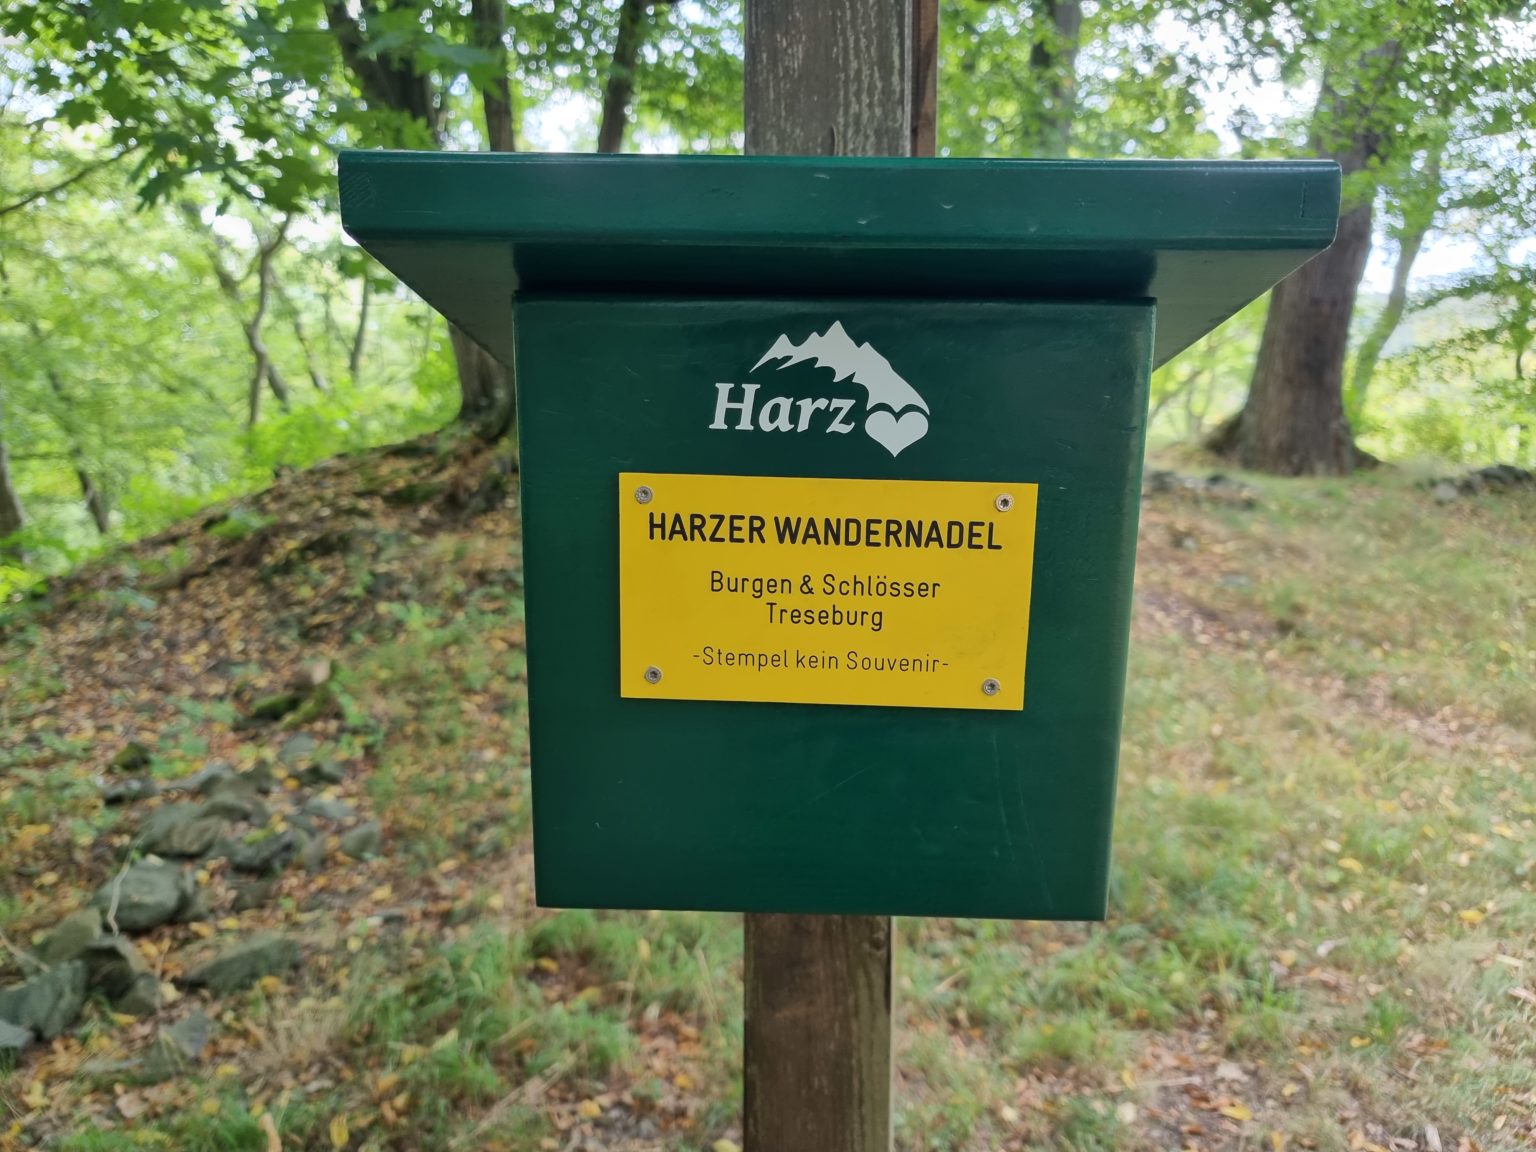 Harz
HARZER WANDERNADEL
Burgen & Schlösser
Treseburg
-Stempel kein Souvenir-